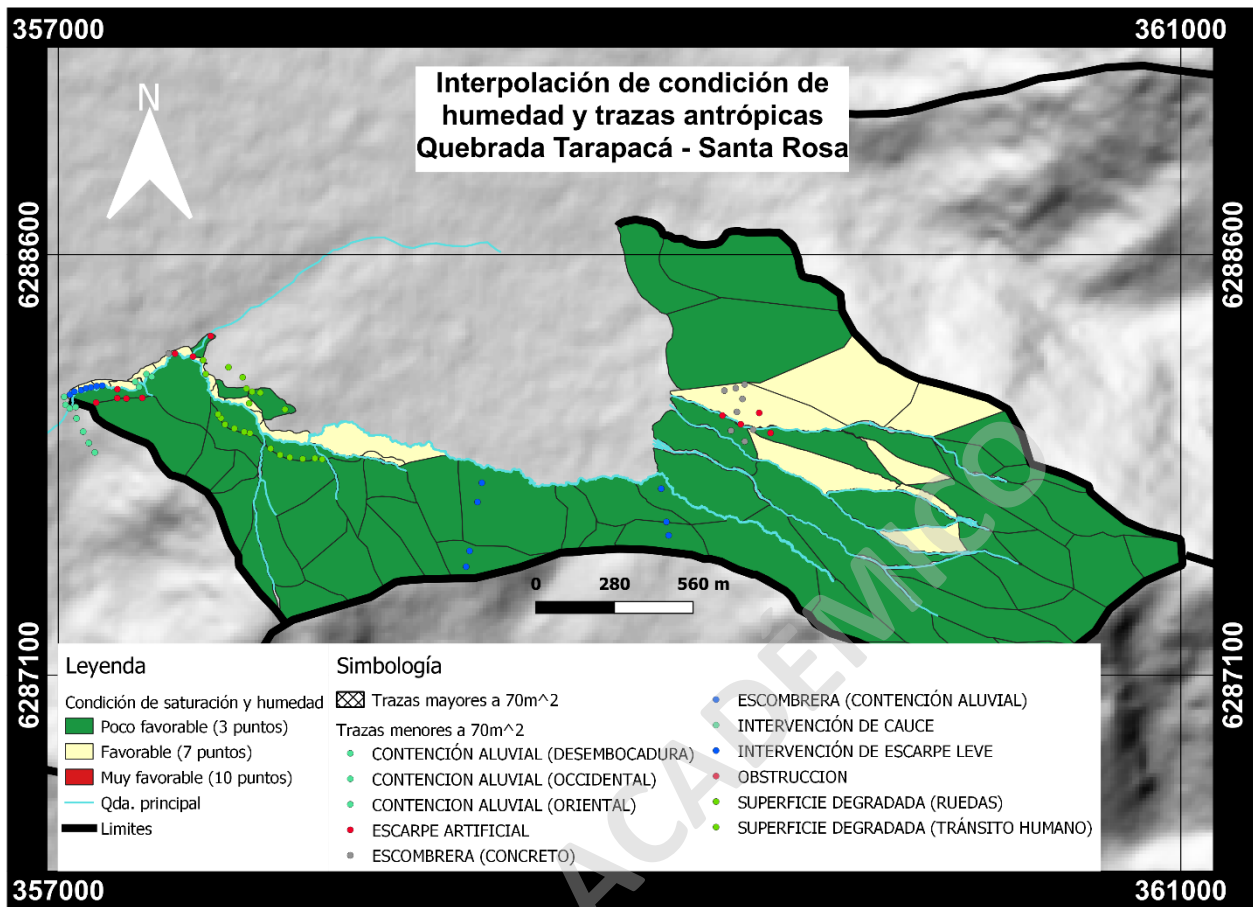 357000
361000
Interpolación de condición de
humedad y trazas antrópicas
Quebrada Tarapacá - Santa Rosa
N
6288600
6288600
0 280 560 m
6287100
6287100
Leyenda
Condición de saturación y humedad
Poco favorable (3 puntos)
Favorable (7 puntos)
Muy favorable (10 puntos)
Qda. principal
Limites
Simbología
Trazas mayores a 70m^2
Trazas menores a 70m^2
CONTENCIÓN ALUVIAL (DESEMBOCADURA)
CONTENCION ALUVIAL (OCCIDENTAL)
CONTENCION ALUVIAL (ORIENTAL)
ESCARPE ARTIFICIAL
ESCOMBRERA (CONCRETO)
ESCOMBRERA (CONTENCIÓN ALUVIAL)
INTERVENCIÓN DE CAUCE
INTERVENCIÓN DE ESCARPE LEVE
OBSTRUCCION
SUPERFICIE DEGRADADA (RUEDAS)
SUPERFICIE DEGRADADA (TRÁNSITO HUMANO)
ACADÉMICO
357000
361000